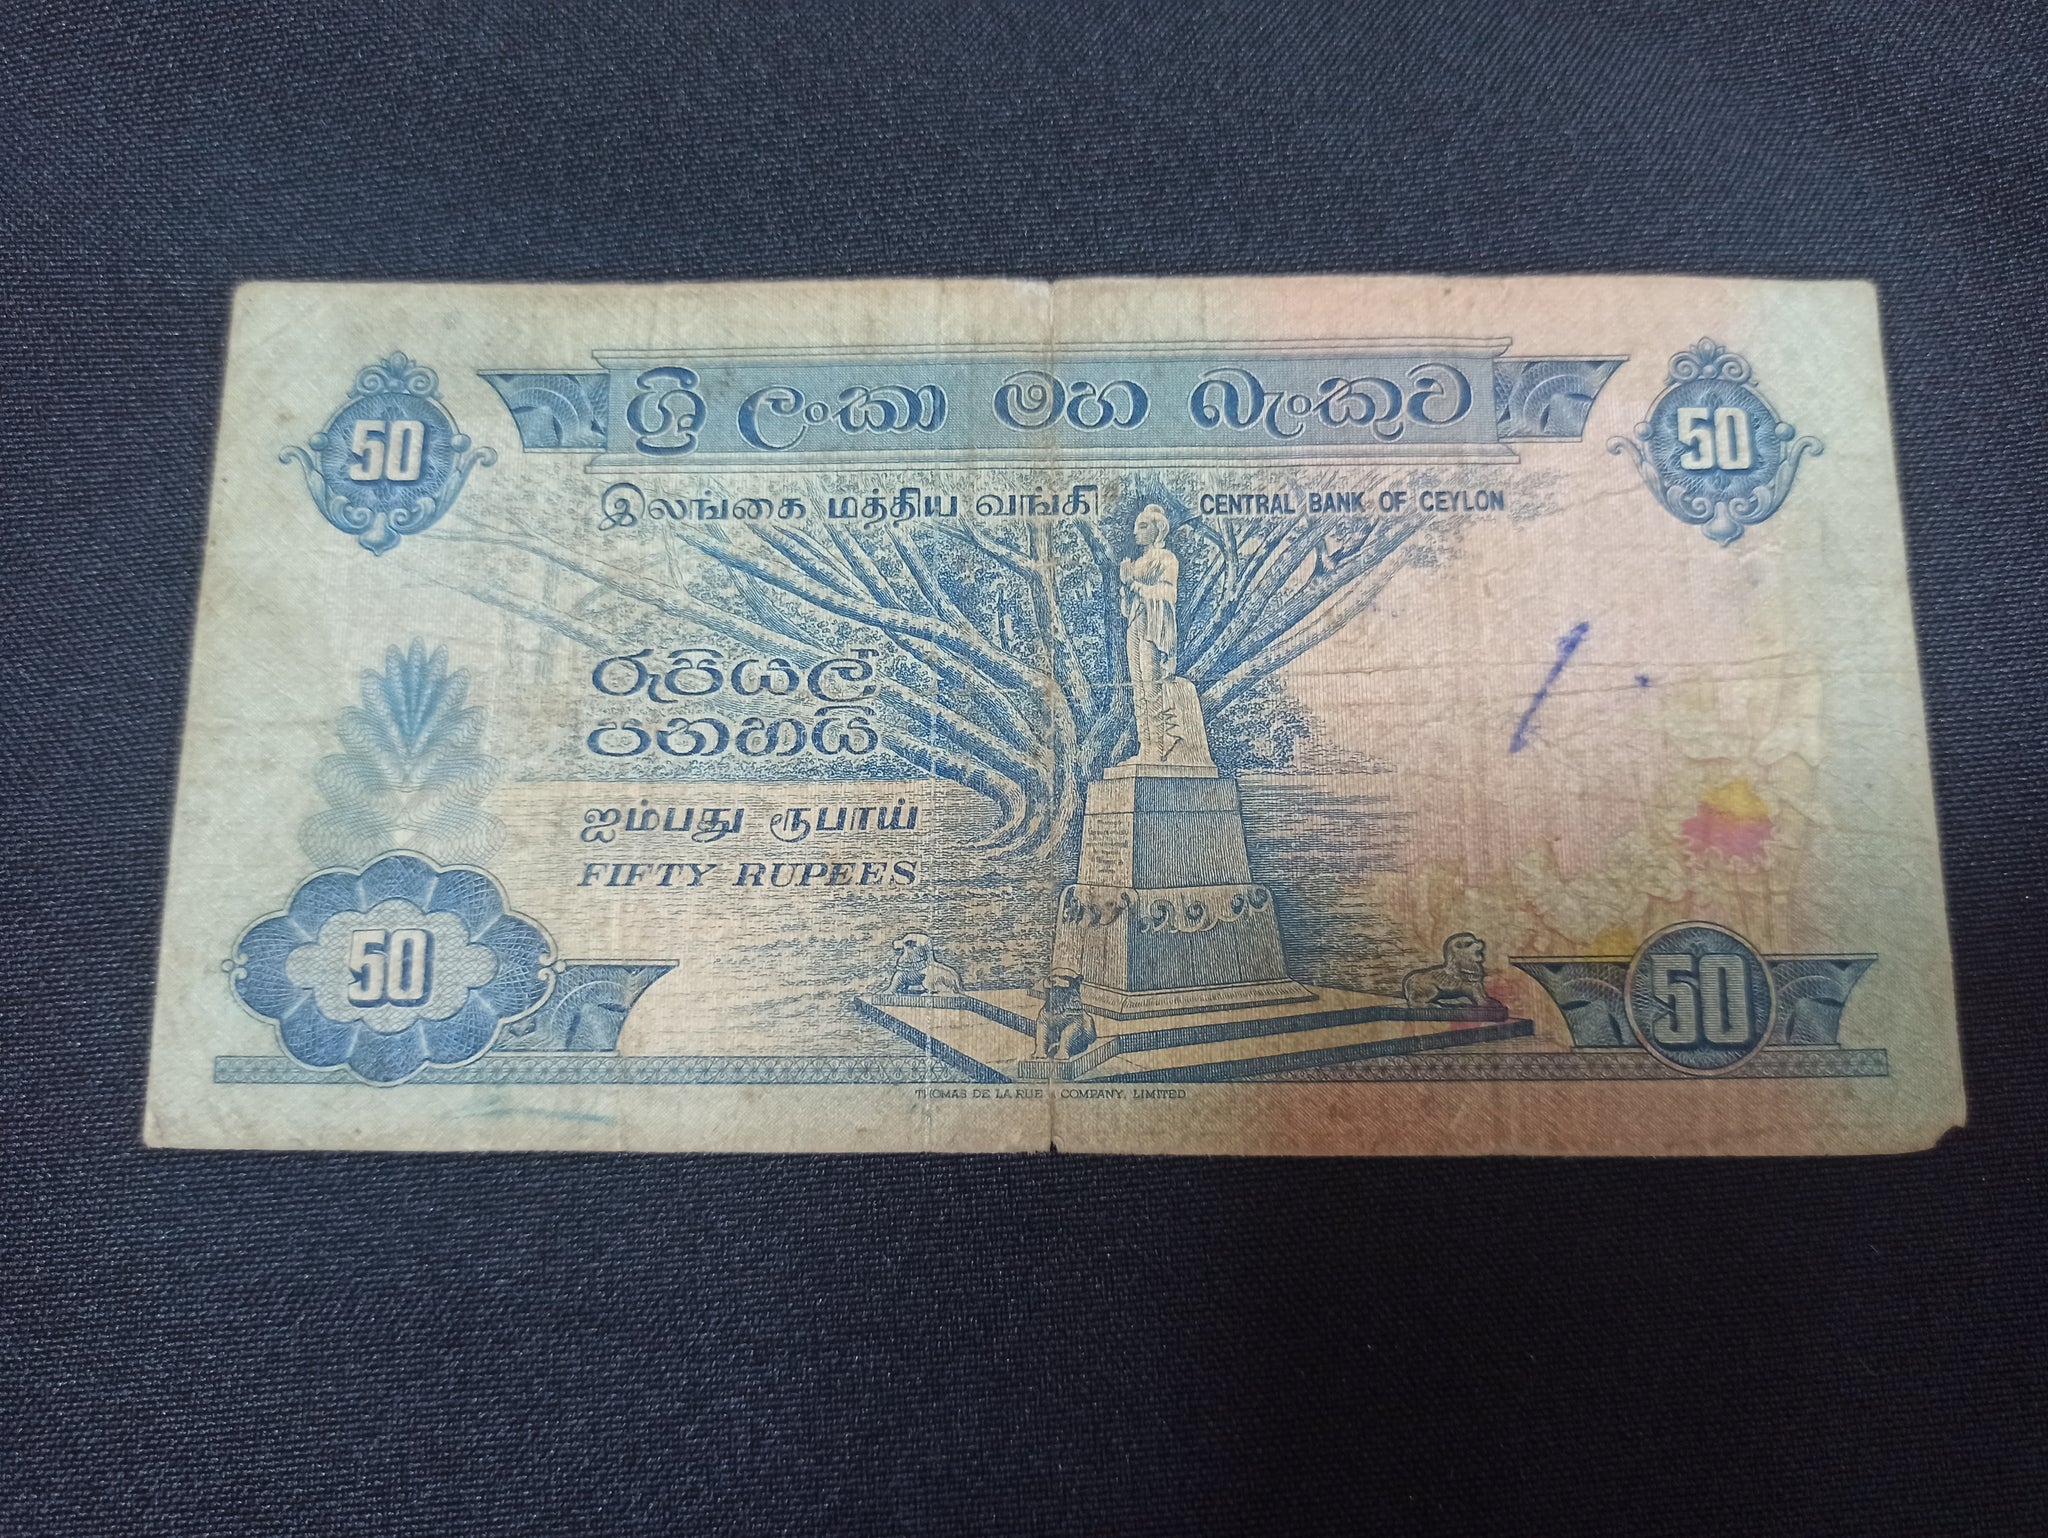 50
ශ්‍රී ලංකා මහ බැංකුව
50
இலங்கை மத்திய வங்கி
CENTRAL BANK OF CEYLON
රුපියල්
පනහයි
ஐம்பது ரூபாய்
FIFTY RUPEES
50
50
THOMAS DE LA RUE & COMPANY, LIMITED